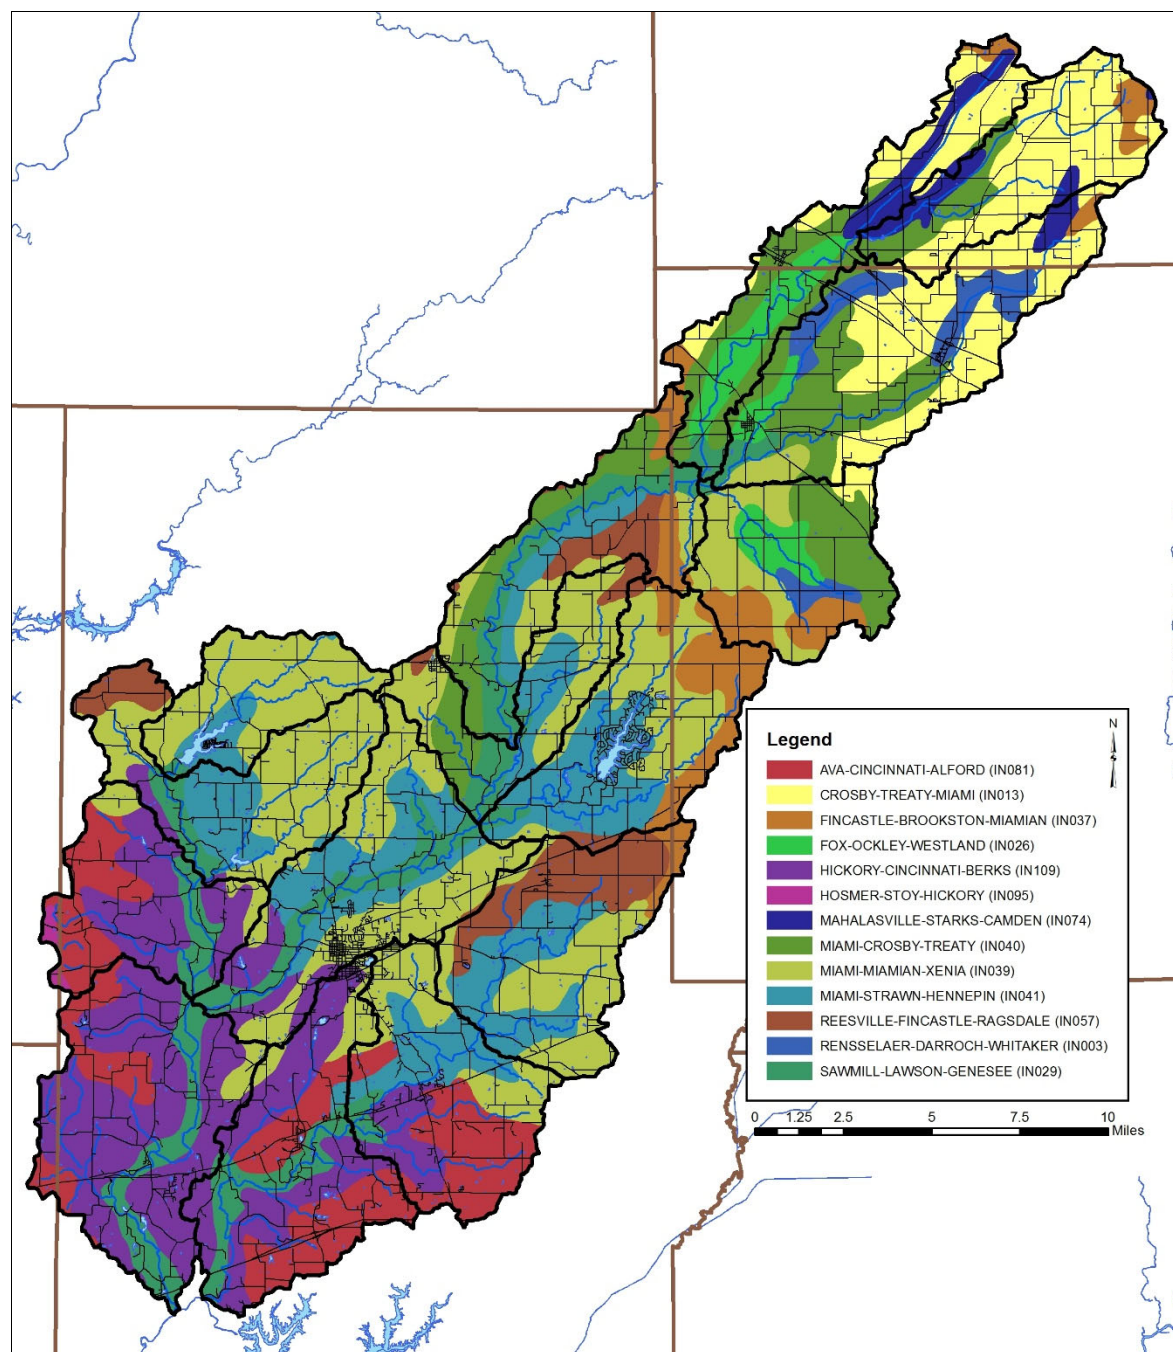 N
Legend
AVA-CINCINNATI-ALFORD (IN081)
CROSBY-TREATY-MIAMI (IN013)
FINCASTLE-BROOKSTON-MIAMIAN (IN037)
FOX-OCKLEY-WESTLAND (IN026)
HICKORY-CINCINNATI-BERKS (IN109)
HOSMER-STOY-HICKORY (IN095)
MAHALASVILLE-STARKS-CAMDEN (IN074)
MIAMI-CROSBY-TREATY (IN040)
MIAMI-MIAMIAN-XENIA (IN039)
MIAMI-STRAWN-HENNEPIN (IN041)
REESVILLE-FINCASTLE-RAGSDALE (IN057)
RENSSELAER-DARROCH-WHITAKER (IN003)
SAWMILL-LAWSON-GENESEE (IN029)
0 1.25 2.5 5 7.5 10
Miles